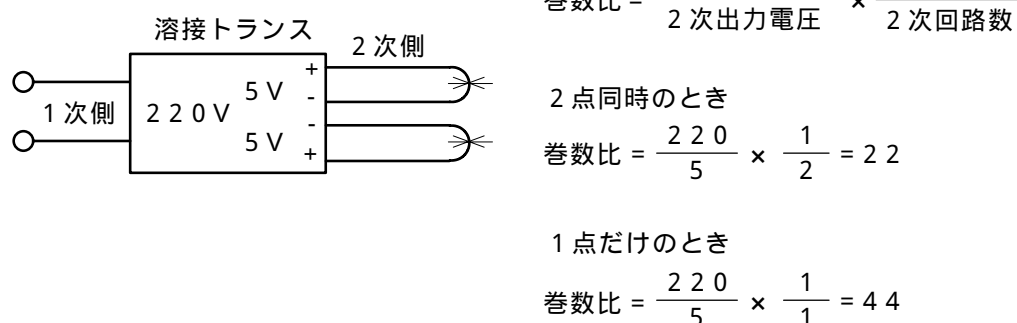 溶接トランス
2次側
1次側
220V
5V
5V
+
-
-
+
巻数比 =
2次出力電圧
×
2次回路数
2点同時のとき
巻数比 = 220/5 × 1/2 = 22
1点だけのとき
巻数比 = 220/5 × 1/1 = 44